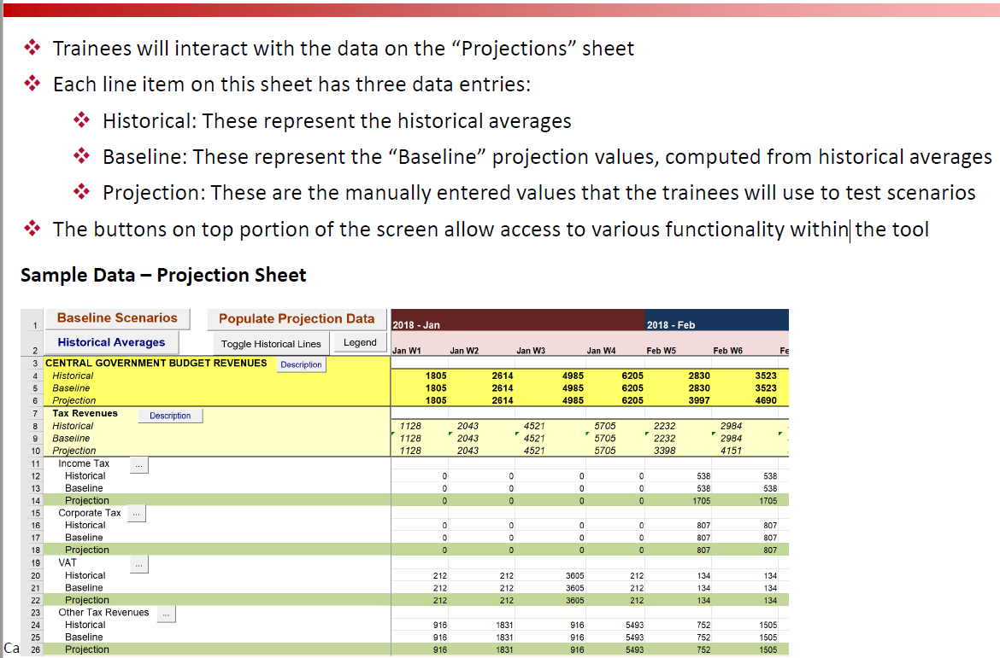 Trainees will interact with the data on the “Projections” sheet
Each line item on this sheet has three data entries:
Historical: These represent the historical averages
Baseline: These represent the “Baseline” projection values, computed from historical averages
Projection: These are the manually entered values that the trainees will use to test scenarios
The buttons on top portion of the screen allow access to various functionality within the tool
Sample Data – Projection Sheet
1 Baseline Scenarios Populate Projection Data 2018 - Jan 2018 - Feb
2 Historical Averages Toggle Historical Lines Legend Jan W1 Jan W2 Jan W3 Jan W4 Feb W5 Feb W6 Fe
3 CENTRAL GOVERNMENT BUDGET REVENUES Description
4 Historical 1805 2614 4985 6205 2830 3523
5 Baseline 1805 2614 4985 6205 2830 3523
6 Projection 1805 2614 4985 6205 3997 4690
7 Tax Revenues Description
8 Historical 1128 2043 4521 5705 2232 2984
9 Baseline 1128 2043 4521 5705 2232 2984
10 Projection 1128 2043 4521 5705 3398 4151
11 Income Tax ...
12 Historical 0 0 0 0 538 538
13 Baseline 0 0 0 0 538 538
14 Projection 0 0 0 0 1705 1705
15 Corporate Tax ...
16 Historical 0 0 0 0 807 807
17 Baseline 0 0 0 0 807 807
18 Projection 0 0 0 0 807 807
19 VAT ...
20 Historical 212 212 3605 212 134 134
21 Baseline 212 212 3605 212 134 134
22 Projection 212 212 3605 212 134 134
23 Other Tax Revenues ...
24 Historical 916 1831 916 5493 752 1505
25 Baseline 916 1831 916 5493 752 1505
Ca 26 Projection 916 1831 916 5493 752 1505